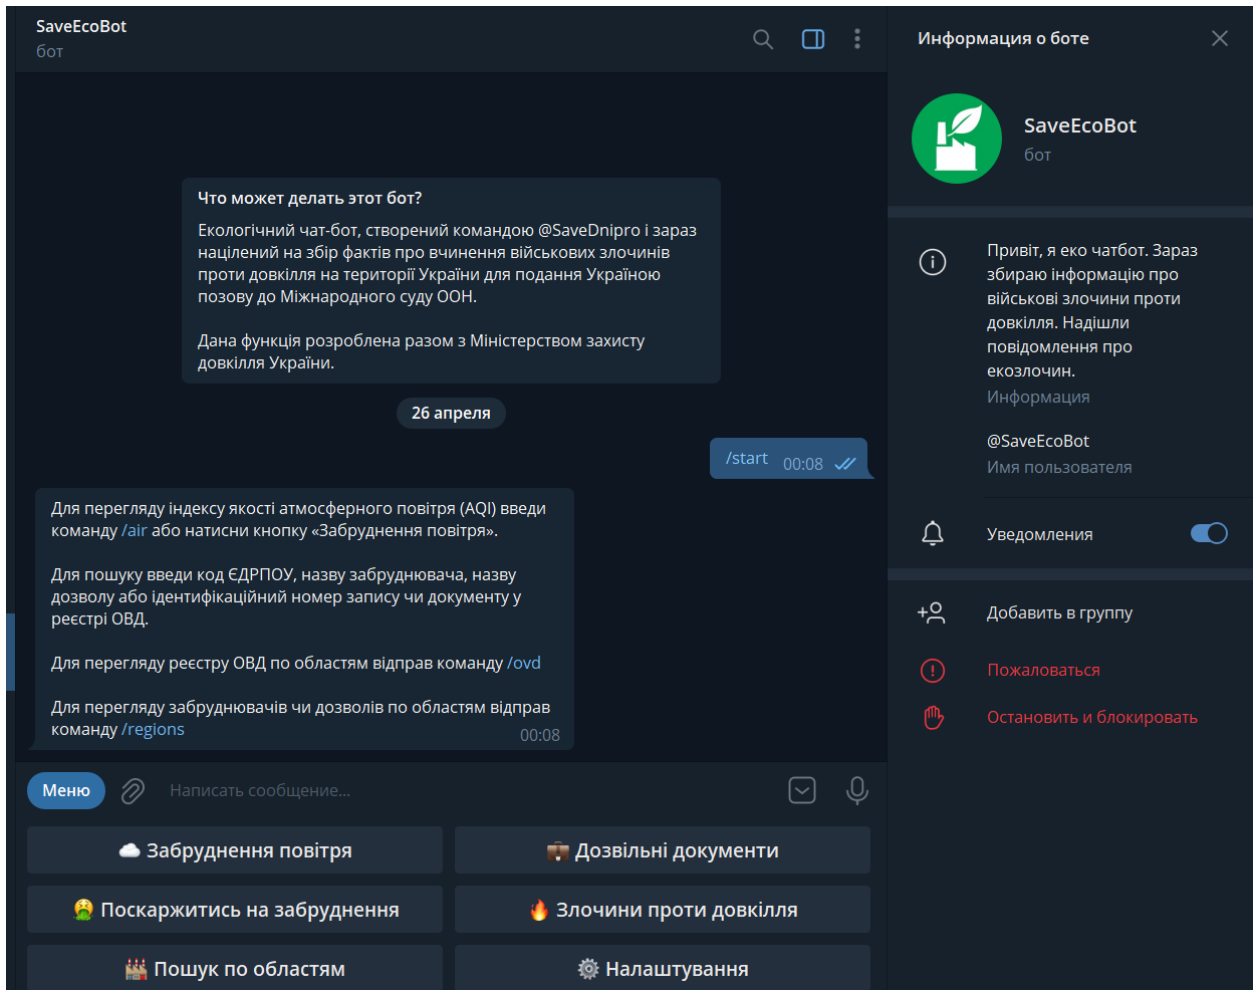 SaveEcoBot
бот
Что может делать этот бот?
Екологічний чат-бот, створений командою @SaveDnipro і зараз
націлений на збір фактів про вчинення військових злочинів
проти довкілля на території України для подання Україною
позову до Міжнародного суду ООН.
Дана функція розроблена разом з Міністерством захисту
довкілля України.
26 апреля
/start 00:08
Для перегляду індексу якості атмосферного повітря (AQI) введи
команду /air або натисни кнопку «Забруднення повітря».
Для пошуку введи код ЄДРПОУ, назву забруднювача, назву
дозволу або ідентифікаційний номер запису чи документу у
реєстрі ОВД.
Для перегляду реєстру ОВД по областям відправ команду /ovd
Для перегляду забруднювачів чи дозволів по областям відправ
команду /regions 00:08
Меню Написать сообщение...
☁️ Забруднення повітря
💼 Дозвільні документи
🤮 Поскаржитись на забруднення
🔥 Злочини проти довкілля
🏭 Пошук по областям
⚙️ Налаштування
Информация о боте
SaveEcoBot
бот
Привіт, я еко чатбот. Зараз
збираю інформацію про
військові злочини проти
довкілля. Надішли
повідомлення про
екозлочин.
Информация
@SaveEcoBot
Имя пользователя
Уведомления
Добавить в группу
Пожаловаться
Остановить и блокировать